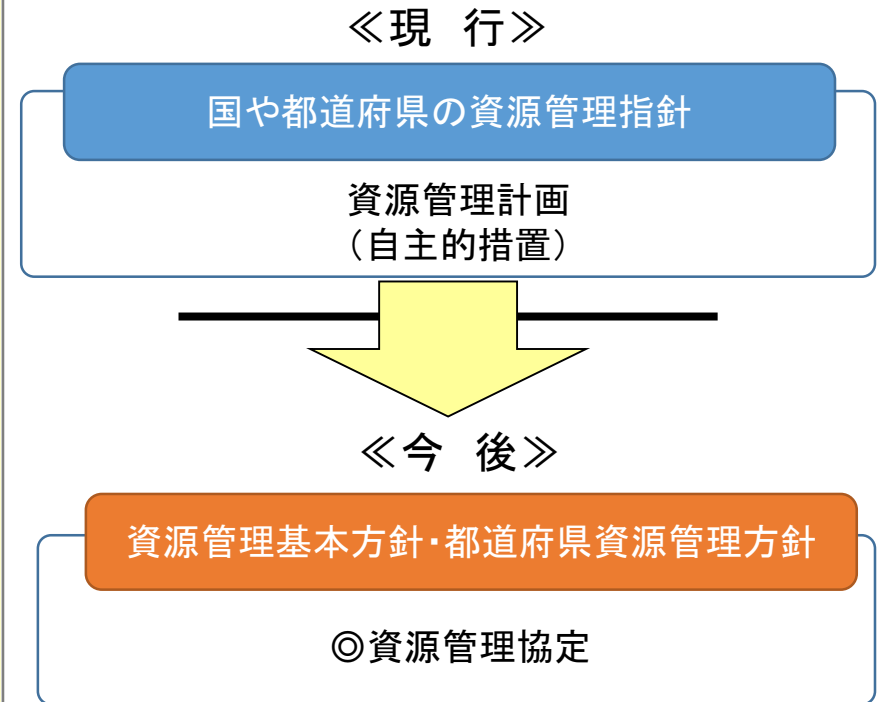 ≪現　行≫
国や都道府県の資源管理指針
資源管理計画
（自主的措置）
≪今　後≫
資源管理基本方針・都道府県資源管理方針
◎資源管理協定